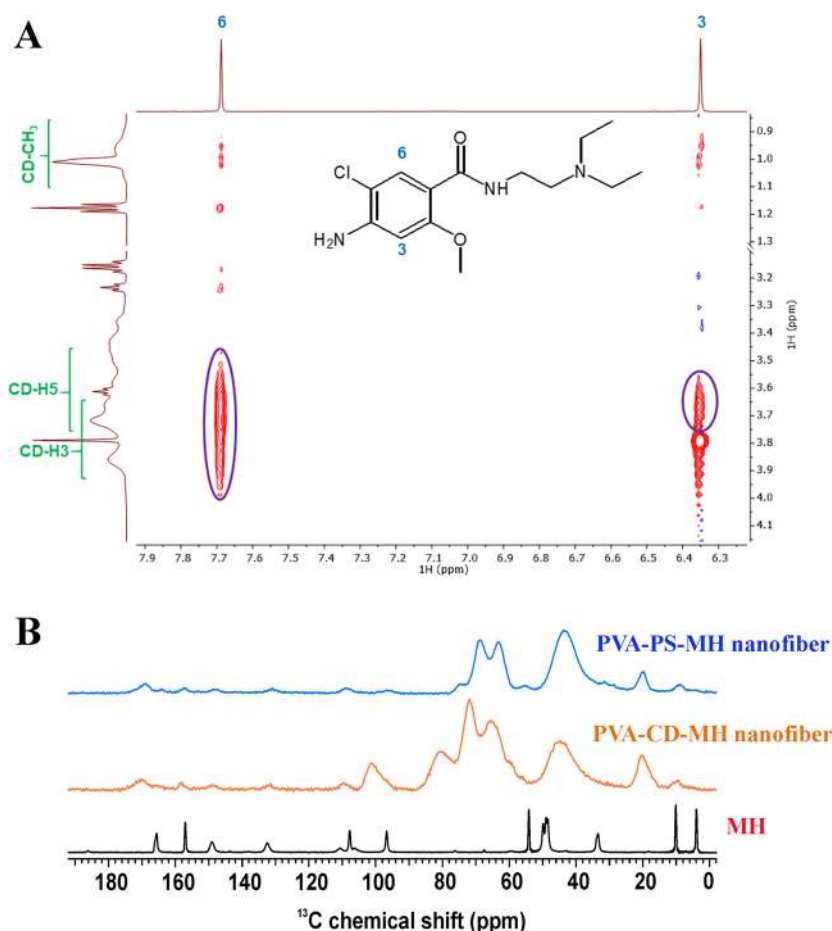 A
6
3
CD-CH3
CD-H5
CD-H3
6
O
Cl
NH
N
H2N
3
O
0.9
1.0
1.1
1.2
1.3
3.2
3.3
3.4
3.5
3.6
3.7
3.8
3.9
4.0
4.1
1H (ppm)
7.9 7.8 7.7 7.6 7.5 7.4 7.3 7.2 7.1 7.0 6.9 6.8 6.7 6.6 6.5 6.4 6.3
1H (ppm)
B
PVA-PS-MH nanofiber
PVA-CD-MH nanofiber
MH
180 160 140 120 100 80 60 40 20 0
13C chemical shift (ppm)